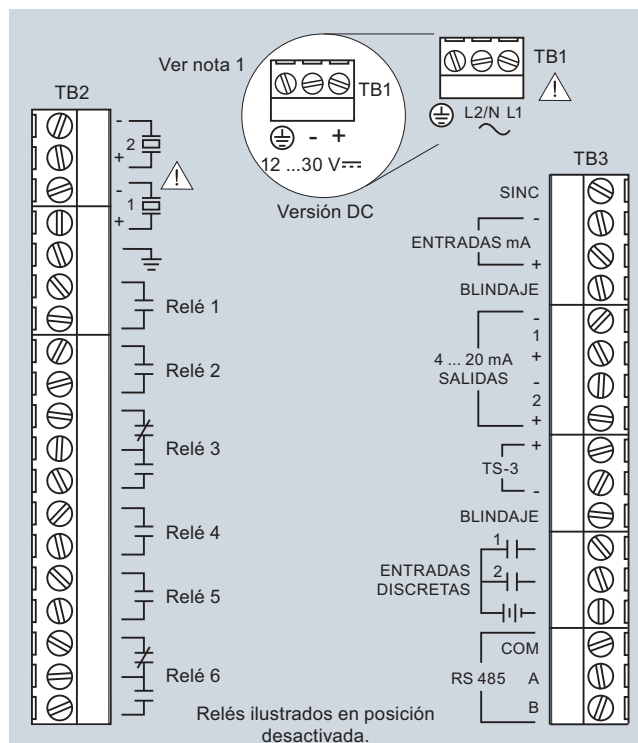 Ver nota 1
TB1
TB1
L2/N L1
- +
12 ...30 V
Versión DC
TB2
-
2
+
-
1
+
Relé 1
Relé 2
Relé 3
Relé 4
Relé 5
Relé 6
TB3
SINC
-
ENTRADAS mA
+
BLINDAJE
-
1
+
4 ... 20 mA
SALIDAS
-
2
+
+
TS-3
-
BLINDAJE
1
2
ENTRADAS
DISCRETAS
COM
RS 485 A
B
Relés ilustrados en posición
desactivada.